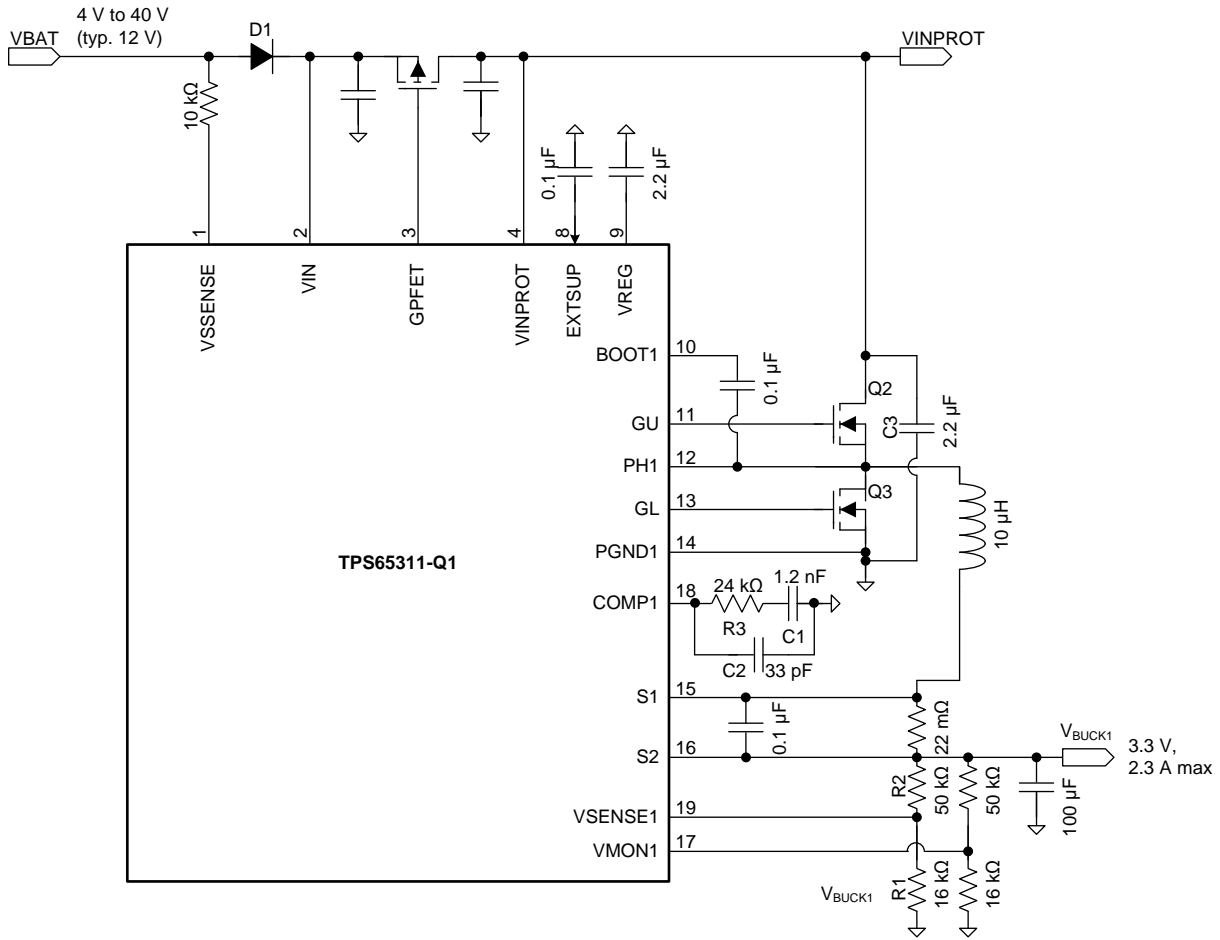 4 V to 40 V
(typ. 12 V)
VBAT
D1
VINPROT
10 kΩ
0.1 µF
2.2 µF
1
2
3
4
8
9
VSSENSE
VIN
GPFET
VINPROT
EXTSUP
VREG
BOOT1
10
0.1 µF
Q2
GU
11
C3
2.2 µF
PH1
12
Q3
GL
13
10 µH
PGND1
14
TPS65311-Q1
COMP1
18
24 kΩ
1.2 nF
R3
C1
C2
33 pF
S1
15
0.1 µF
22 mΩ
S2
16
VBUCK1
3.3 V,
2.3 A max
R2
50 kΩ
50 kΩ
100 µF
VSENSE1
19
VMON1
17
VBUCK1
R1
16 kΩ
16 kΩ